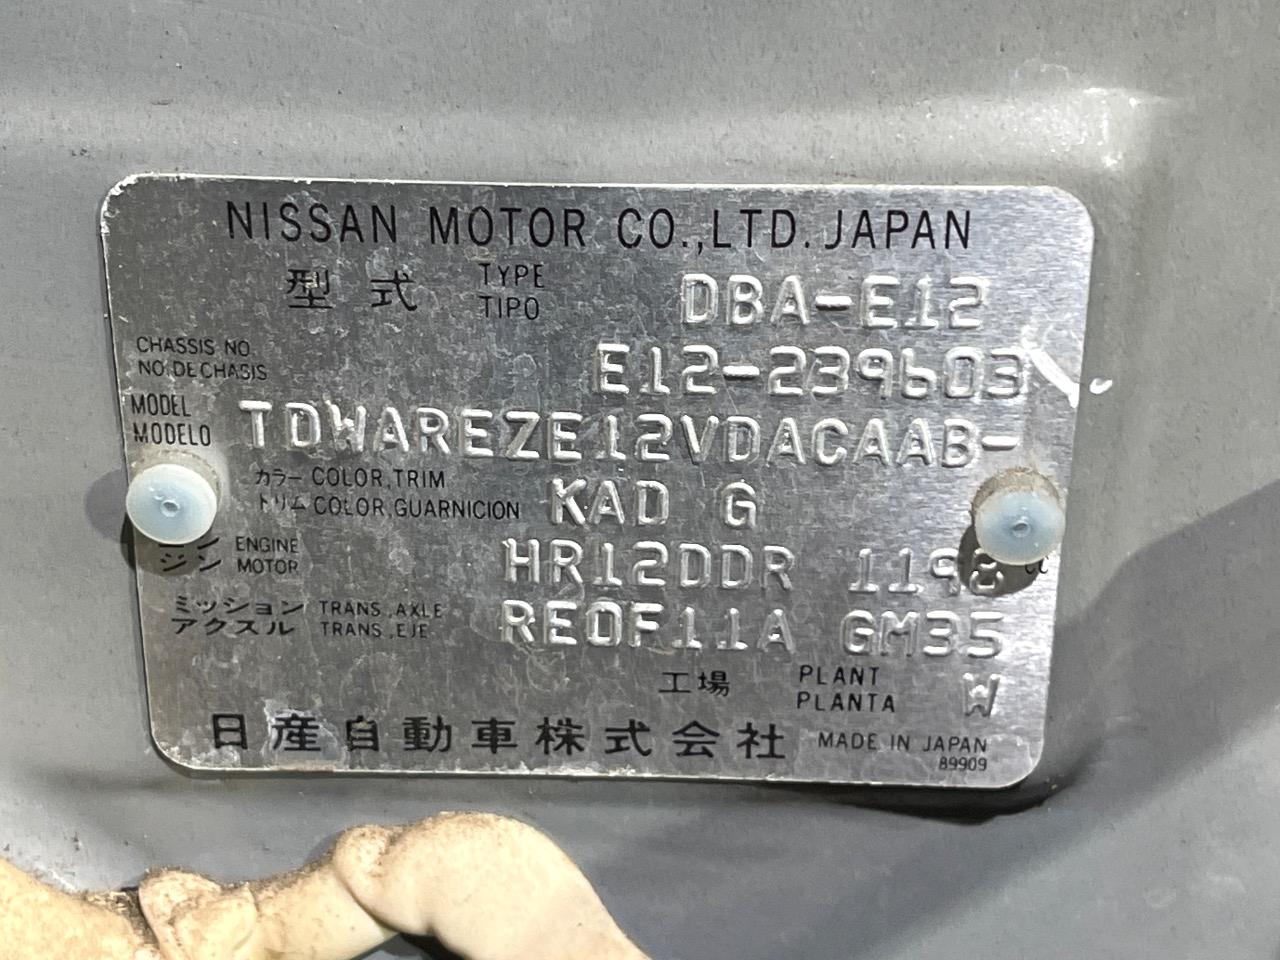 NISSAN MOTOR CO.,LTD. JAPAN
型式 TYPE TIPO DBA-E12
CHASSIS NO.
NO.DE CHASIS E12-239603
MODEL
MODELO TDWAREZE12VDACAAB-
カラー COLOR,TRIM
トリム COLOR,GUARNICION KAD G
ン ENGINE
ジン MOTOR HR12DDR 1198 cc
ミッション TRANS.,AXLE
アクスル TRANS.,EJE RE0F11A GM35
工場 PLANT PLANTA W
日産自動車株式会社 MADE IN JAPAN
89909